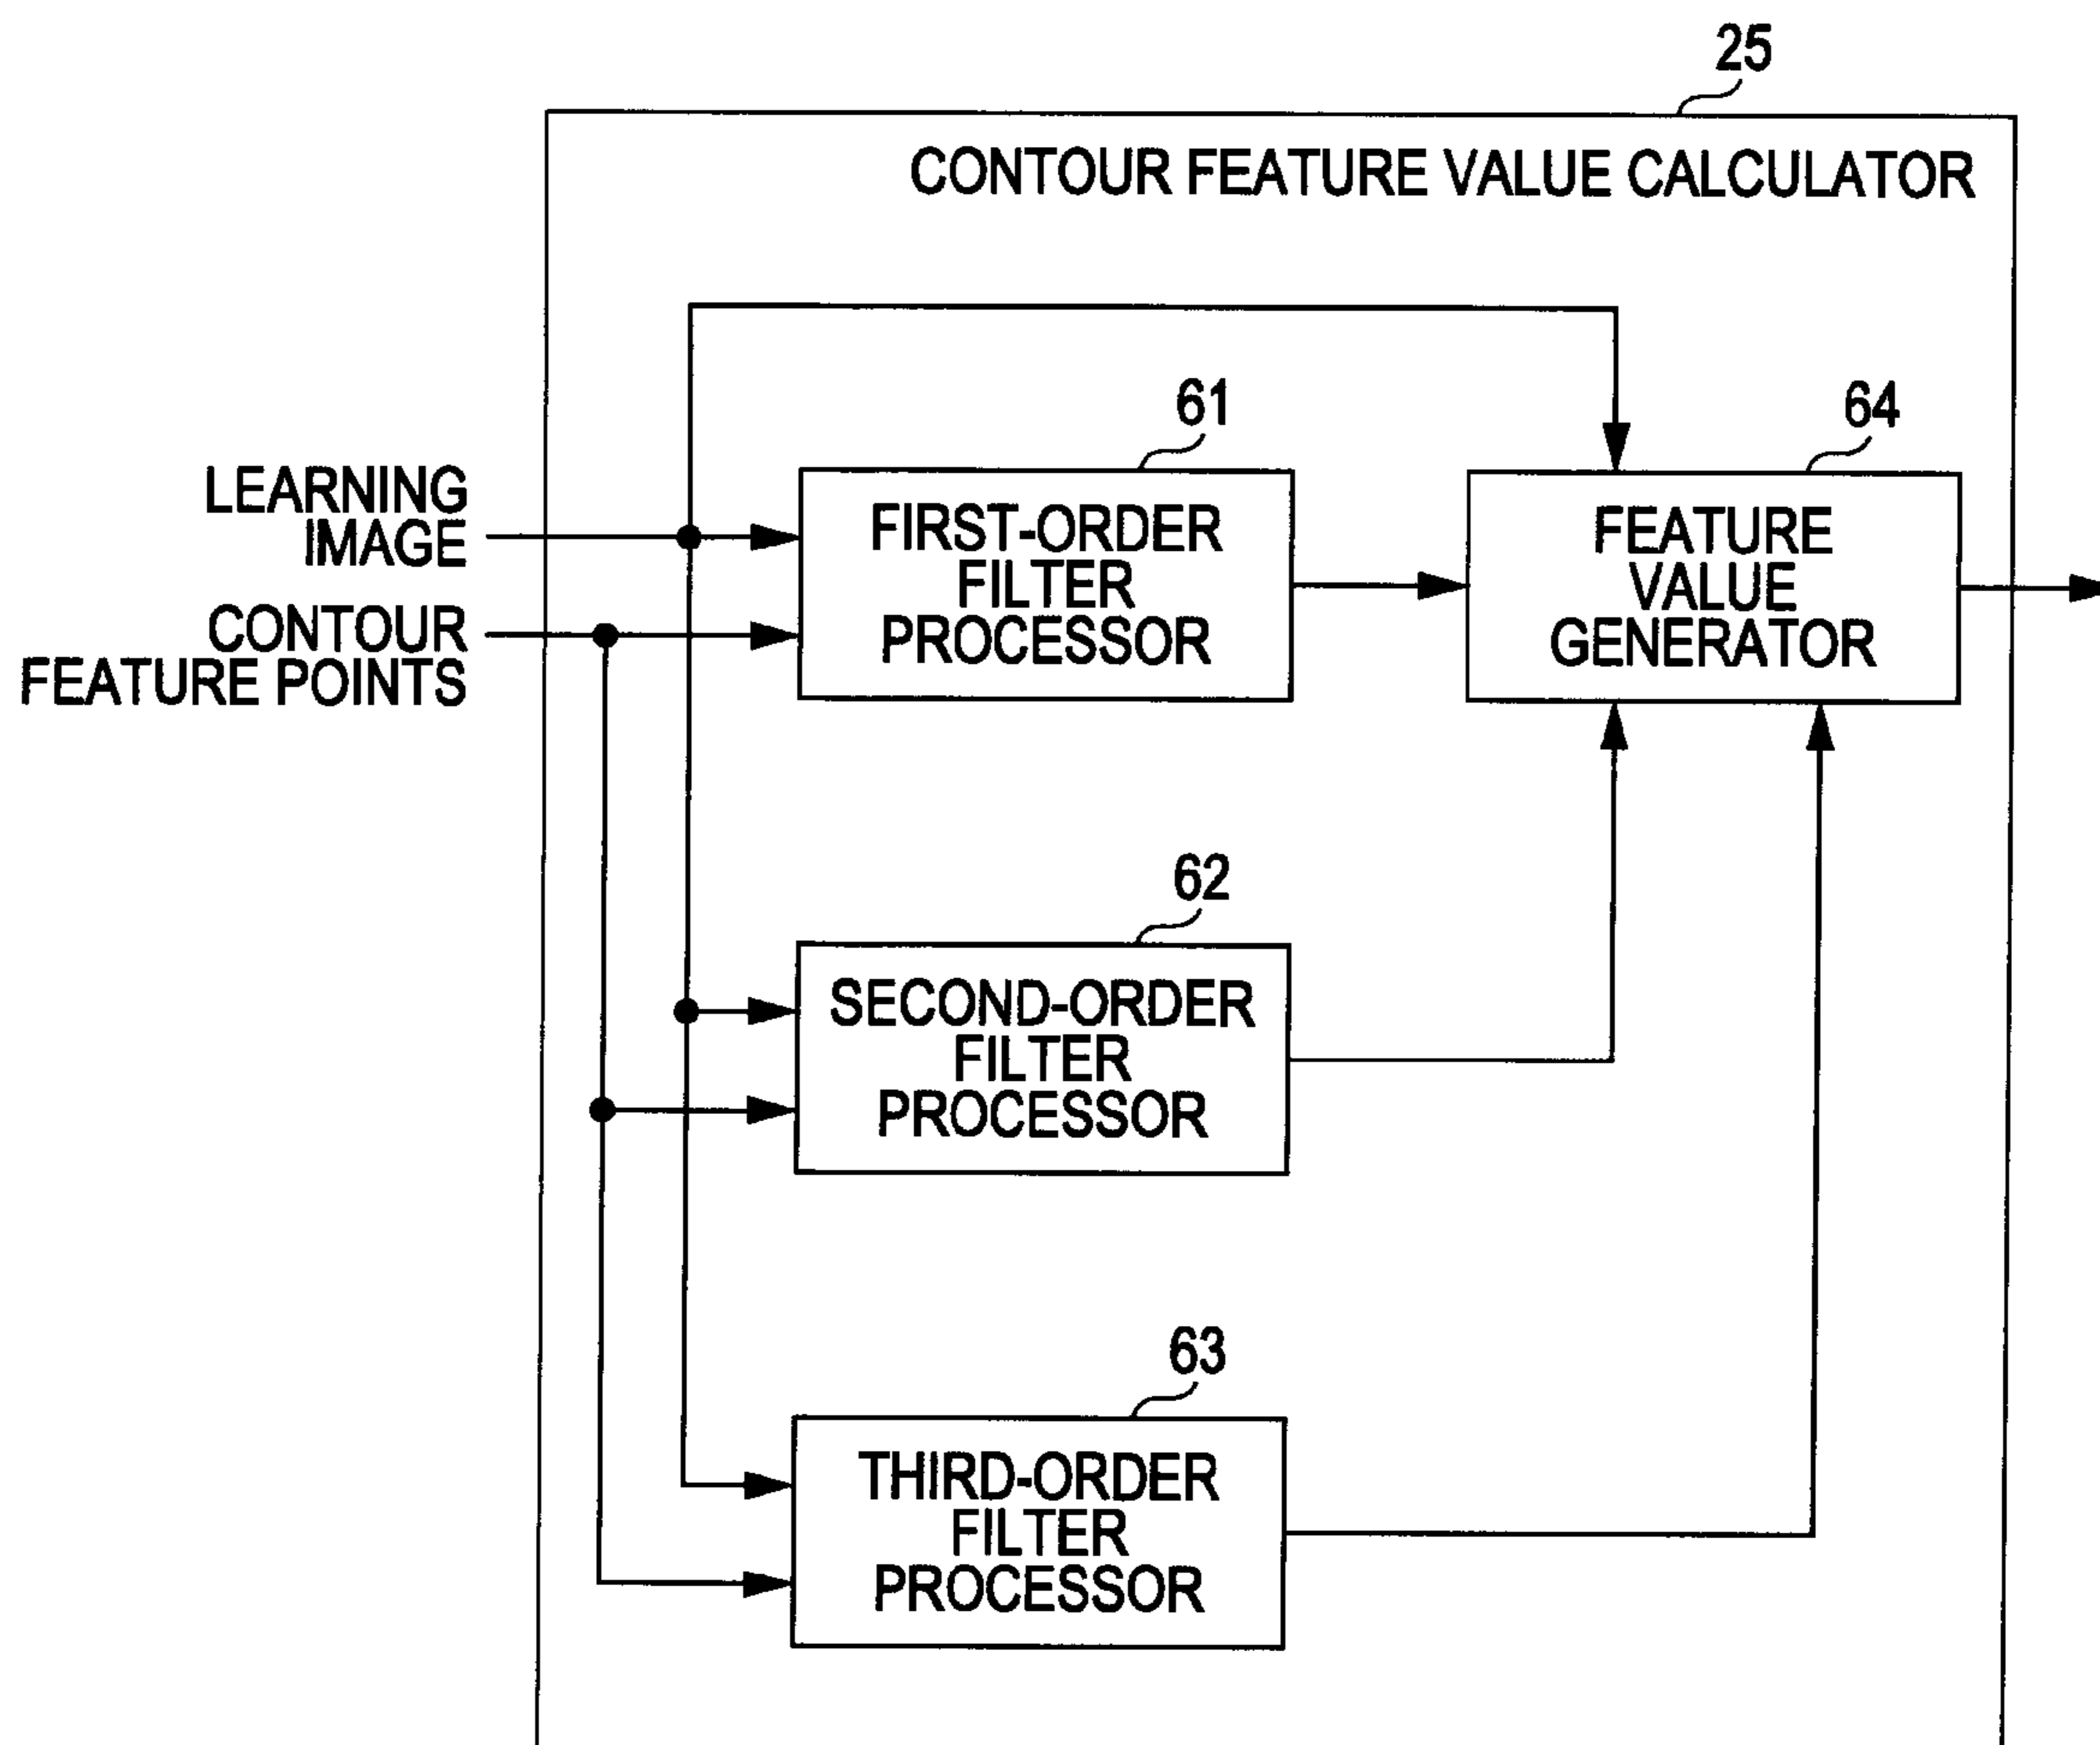 25
CONTOUR FEATURE VALUE CALCULATOR
61
64
LEARNING
IMAGE
CONTOUR
FEATURE POINTS
FIRST-ORDER
FILTER
PROCESSOR
FEATURE
VALUE
GENERATOR
62
SECOND-ORDER
FILTER
PROCESSOR
63
THIRD-ORDER
FILTER
PROCESSOR